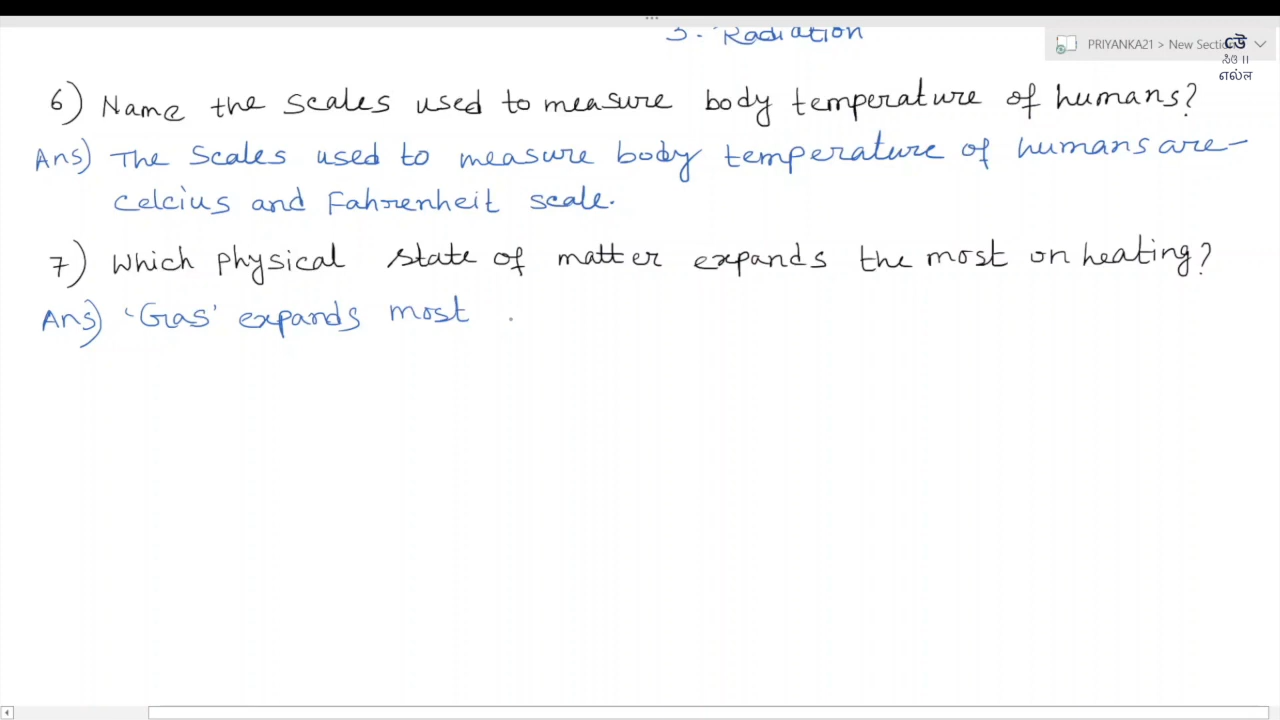 3. Radiation
PRIYANKA21 > New Section
6) Name the scales used to measure body temperature of humans?
Ans) The scales used to measure body temperature of humans are-
celcius and Fahrenheit scale.
7) Which physical state of matter expands the most on heating?
Ans) 'Gas' expands most